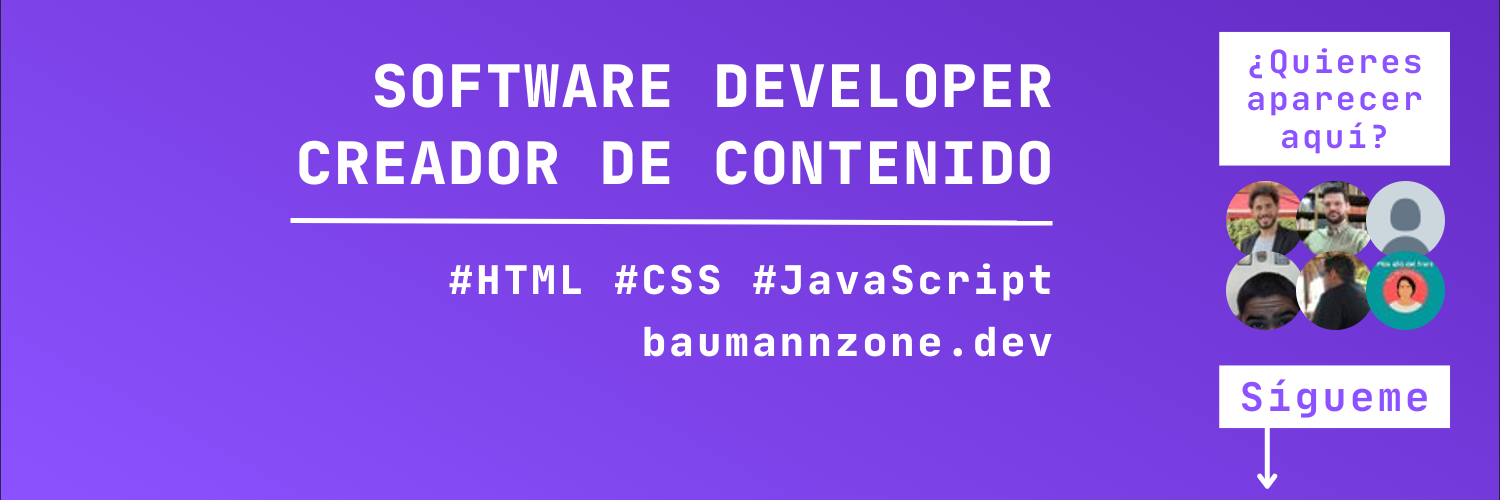 SOFTWARE DEVELOPER
CREADOR DE CONTENIDO
#HTML #CSS #JavaScript
baumannzone.dev
¿Quieres
aparecer
aquí?
Sígueme